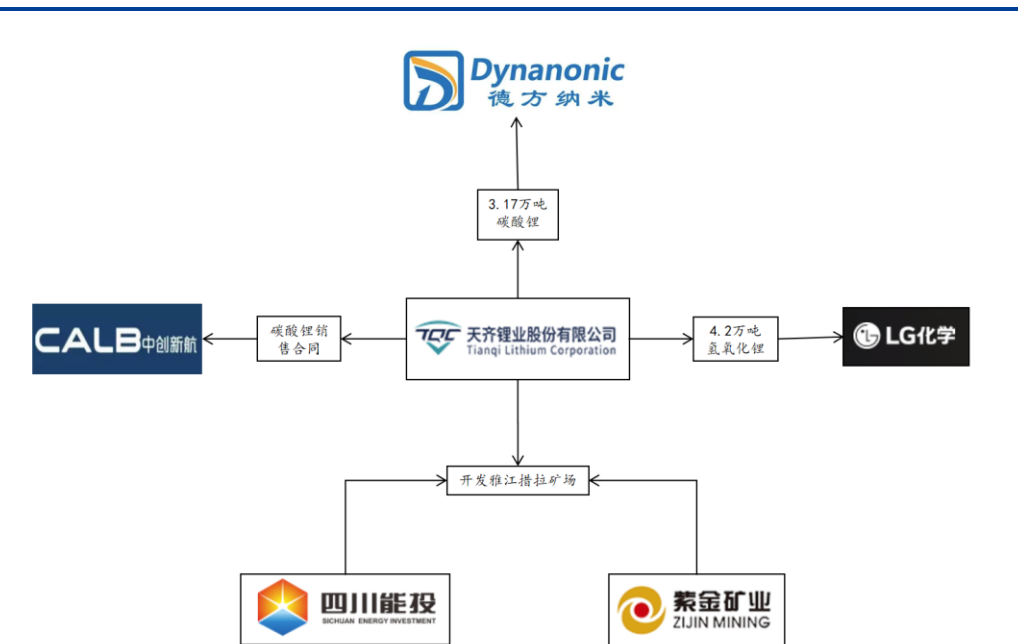 Dynanonic
德方纳米
3.17万吨
碳酸锂
CALB中创新航
碳酸锂销
售合同
TQC 天齐锂业股份有限公司
Tianqi Lithium Corporation
4.2万吨
氢氧化锂
LG化学
开发雅江措拉矿场
四川能投
SICHUAN ENERGY INVESTMENT
紫金矿业
ZIJIN MINING